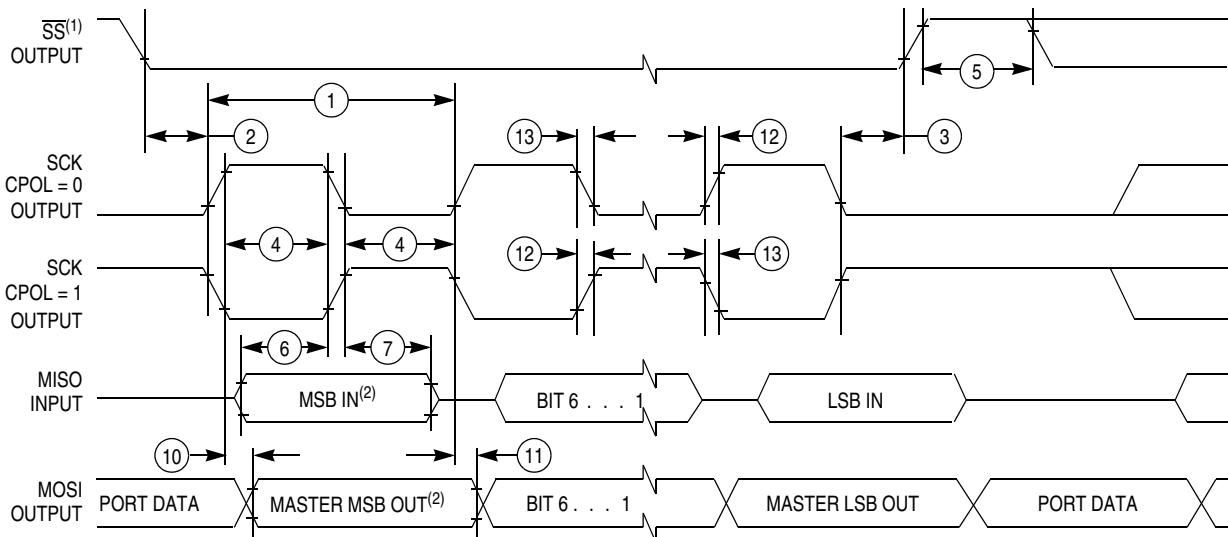 SS(1)
OUTPUT
5
1
2
13
12
3
SCK
CPOL = 0
OUTPUT
4
4
12
13
SCK
CPOL = 1
OUTPUT
6
7
MISO
INPUT
MSB IN(2)
BIT 6 . . . 1
LSB IN
10
11
MOSI
OUTPUT
PORT DATA
MASTER MSB OUT(2)
BIT 6 . . . 1
MASTER LSB OUT
PORT DATA